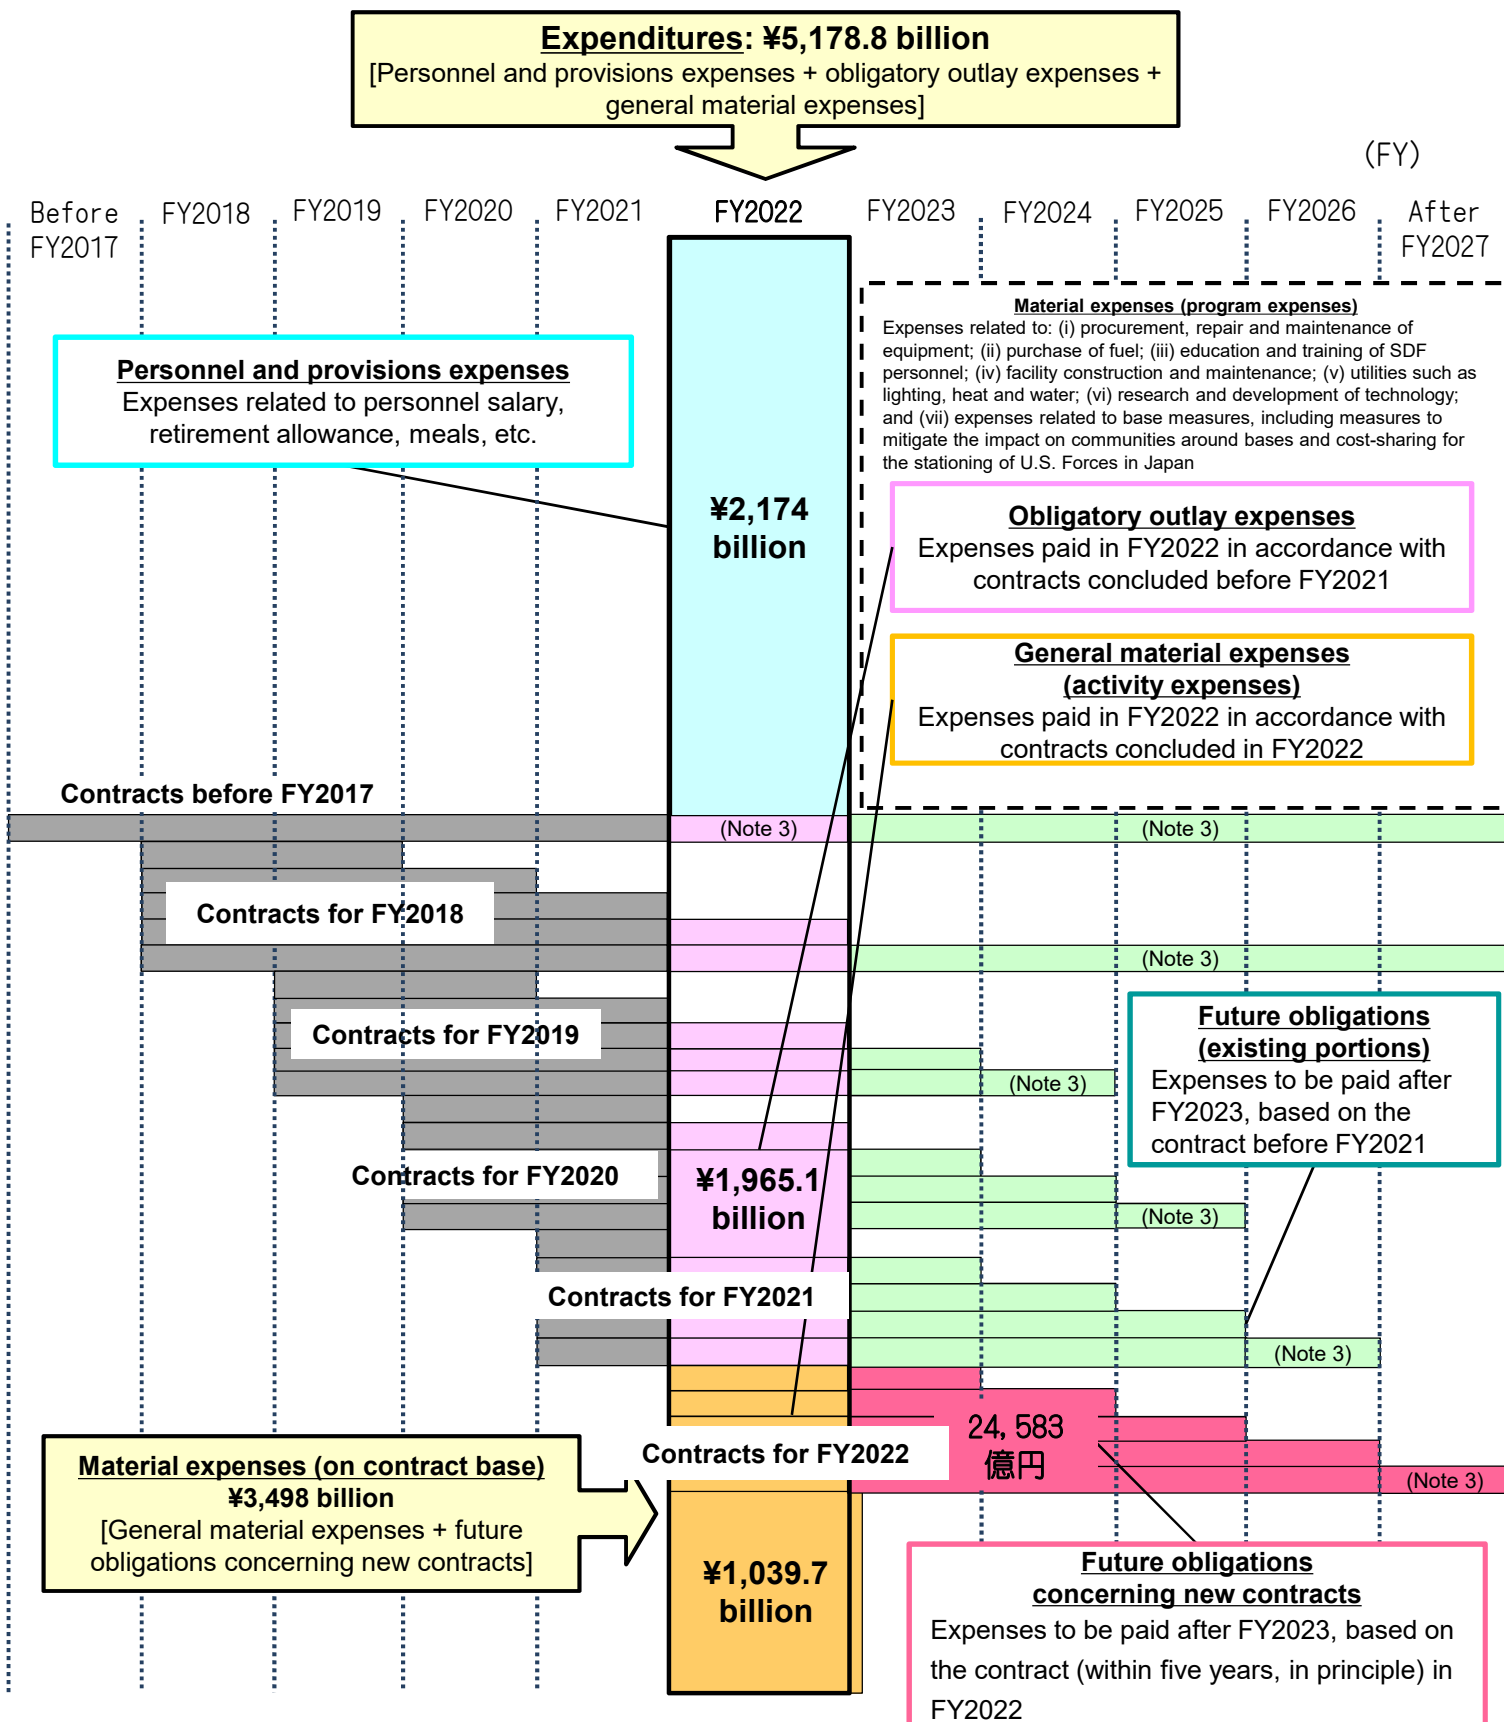 Expenditures: ¥5,178.8 billion
[Personnel and provisions expenses + obligatory outlay expenses +
general material expenses]
(FY)
Before
FY2017
FY2018
FY2019
FY2020
FY2021
FY2022
FY2023
FY2024
FY2025
FY2026
After
FY2027
Material expenses (program expenses)
Expenses related to: (i) procurement, repair and maintenance of
equipment; (ii) purchase of fuel; (iii) education and training of SDF
personnel; (iv) facility construction and maintenance; (v) utilities such as
lighting, heat and water; (vi) research and development of technology;
and (vii) expenses related to base measures, including measures to
mitigate the impact on communities around bases and cost-sharing for
the stationing of U.S. Forces in Japan
Personnel and provisions expenses
Expenses related to personnel salary,
retirement allowance, meals, etc.
¥2,174
billion
Obligatory outlay expenses
Expenses paid in FY2022 in accordance with
contracts concluded before FY2021
General material expenses
(activity expenses)
Expenses paid in FY2022 in accordance with
contracts concluded in FY2022
Contracts before FY2017
(Note 3)
(Note 3)
Contracts for FY2018
(Note 3)
Contracts for FY2019
(Note 3)
Future obligations
(existing portions)
Expenses to be paid after
FY2023, based on the
contract before FY2021
Contracts for FY2020
¥1,965.1
billion
(Note 3)
Contracts for FY2021
(Note 3)
24,583
億円
Contracts for FY2022
(Note 3)
Material expenses (on contract base)
¥3,498 billion
[General material expenses + future
obligations concerning new contracts]
¥1,039.7
billion
Future obligations
concerning new contracts
Expenses to be paid after FY2023, based on
the contract (within five years, in principle) in
FY2022